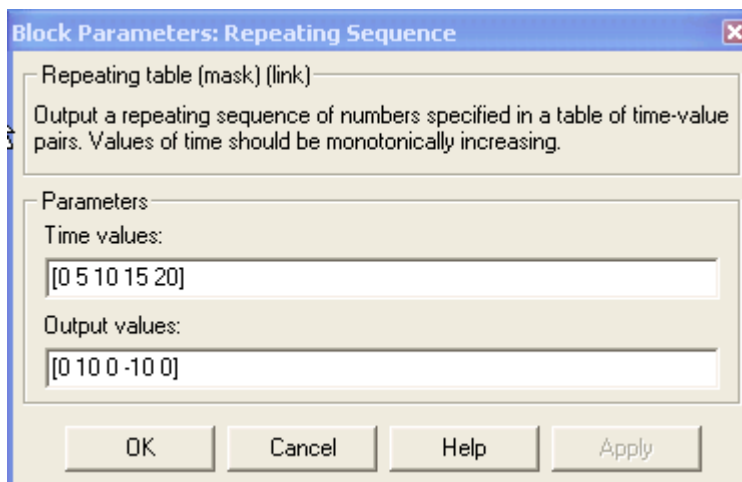 Block Parameters: Repeating Sequence
Repeating table (mask) (link)
Output a repeating sequence of numbers specified in a table of time-value
pairs. Values of time should be monotonically increasing.
Parameters
Time values:
[0 5 10 15 20]
Output values:
[0 10 0 -10 0]
OK Cancel Help Apply